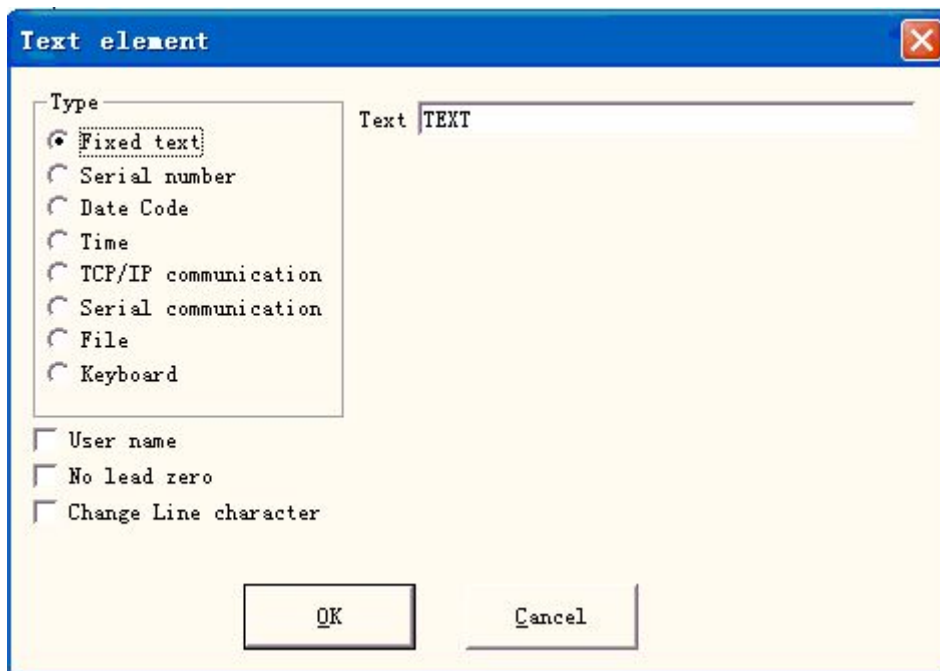 Text element
Type
Fixed text
Serial number
Date Code
Time
TCP/IP communication
Serial communication
File
Keyboard
Text TEXT
User name
No lead zero
Change Line character
OK Cancel